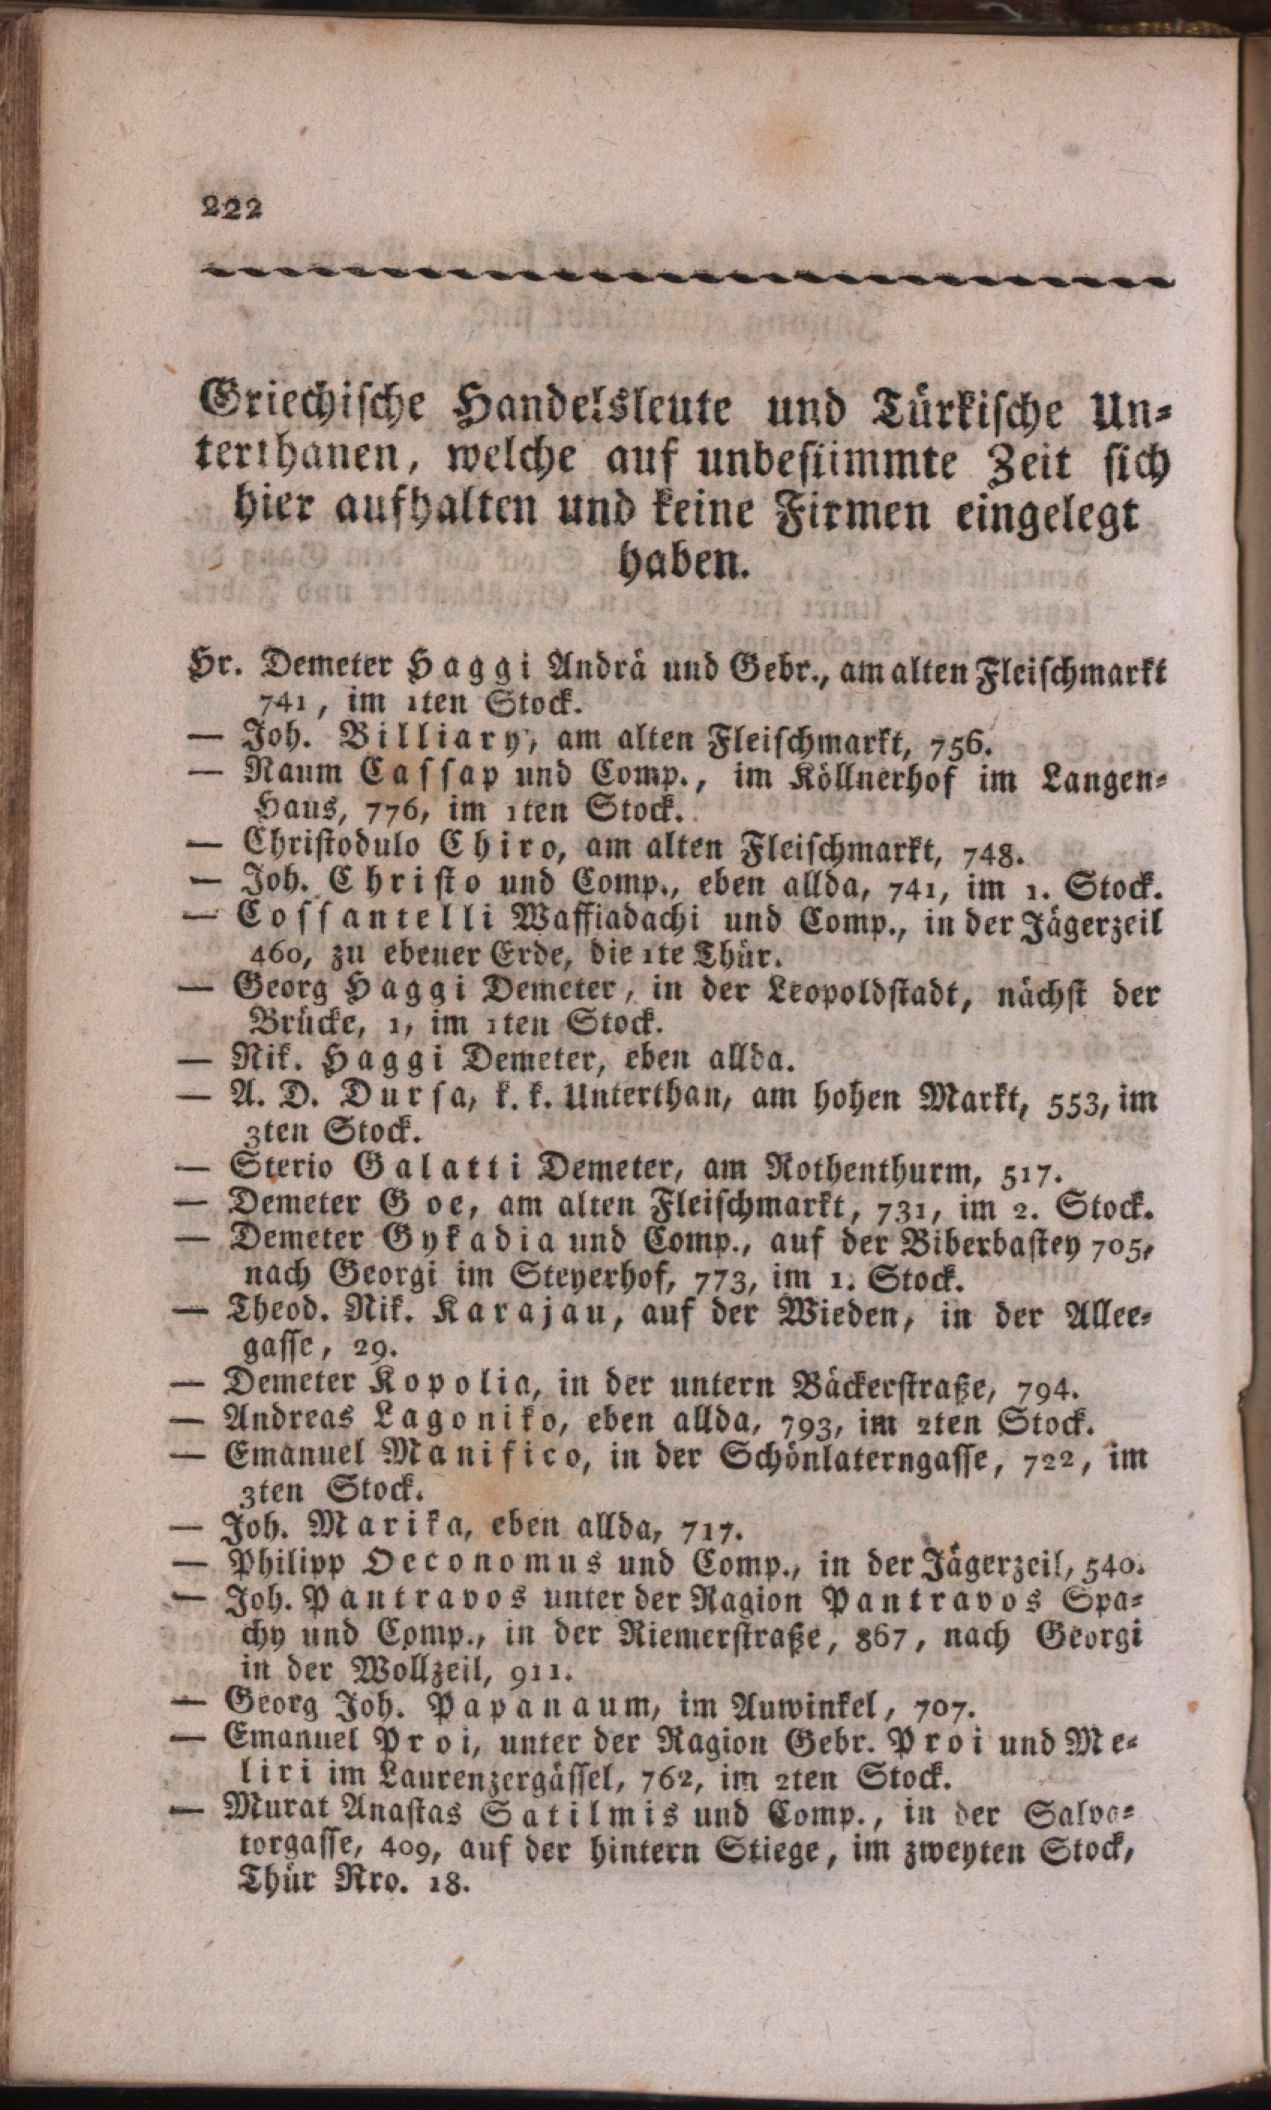 222
Griechische Handelsleute und Türkische Un-
terthanen, welche auf unbestimmte Zeit sich
hier aufhalten und keine Firmen eingelegt
haben.
Hr. Demeter Haggi Andrä und Gebr., am alten Fleischmarkt
741, im 1ten Stock.
— Joh. Billiary, am alten Fleischmarkt, 756.
— Naum Cassap und Comp., im Köllnerhof im Langen-
Haus, 776, im 1ten Stock.
— Christodulo Chiro, am alten Fleischmarkt, 748.
— Joh. Christo und Comp., eben allda, 741, im 1. Stock.
— Cossantelli Waffiadachi und Comp., in der Jägerzeil
460, zu ebener Erde, die 1te Thür.
— Georg Haggi Demeter, in der Leopoldstadt, nächst der
Brücke, 1, im 1ten Stock.
— Nik. Haggi Demeter, eben allda.
— A. D. Dursa, k. k. Unterthan, am hohen Markt, 553, im
3ten Stock.
— Sterio Galatti Demeter, am Rothenthurm, 517.
— Demeter Goe, am alten Fleischmarkt, 731, im 2. Stock.
— Demeter Gykadia und Comp., auf der Biberbastey 705,
nach Georgi im Steyerhof, 773, im 1. Stock.
— Theod. Nik. Karajau, auf der Wieden, in der Allee-
gasse, 29.
— Demeter Kopolia, in der untern Bäckerstraße, 794.
— Andreas Lagoniko, eben allda, 793, im 2ten Stock.
— Emanuel Manifico, in der Schönlaterngasse, 722, im
3ten Stock.
— Joh. Marika, eben allda, 717.
— Philipp Oeconomus und Comp., in der Jägerzeil, 540.
— Joh. Pantravos unter der Ragion Pantravos Spa-
chy und Comp., in der Riemerstraße, 867, nach Georgi
in der Wollzeil, 911.
— Georg Joh. Papanaum, im Auwinkel, 707.
— Emanuel Proi, unter der Ragion Gebr. Proi und Me-
liri im Laurenzergässel, 762, im 2ten Stock.
— Murat Anastas Satilmis und Comp., in der Salva-
torgasse, 409, auf der hintern Stiege, im zweyten Stock,
Thür Nro. 18.